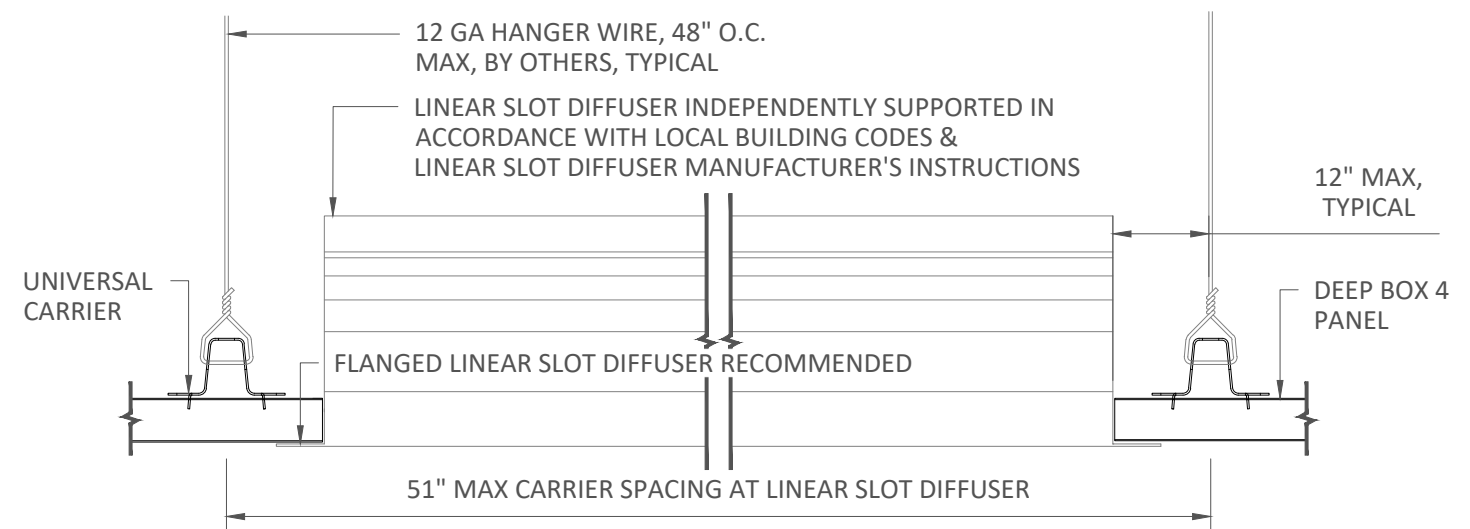 12 GA HANGER WIRE, 48" O.C.
MAX, BY OTHERS, TYPICAL
LINEAR SLOT DIFFUSER INDEPENDENTLY SUPPORTED IN
ACCORDANCE WITH LOCAL BUILDING CODES &
LINEAR SLOT DIFFUSER MANUFACTURER'S INSTRUCTIONS
12" MAX,
TYPICAL
UNIVERSAL
CARRIER
DEEP BOX 4
PANEL
FLANGED LINEAR SLOT DIFFUSER RECOMMENDED
51" MAX CARRIER SPACING AT LINEAR SLOT DIFFUSER